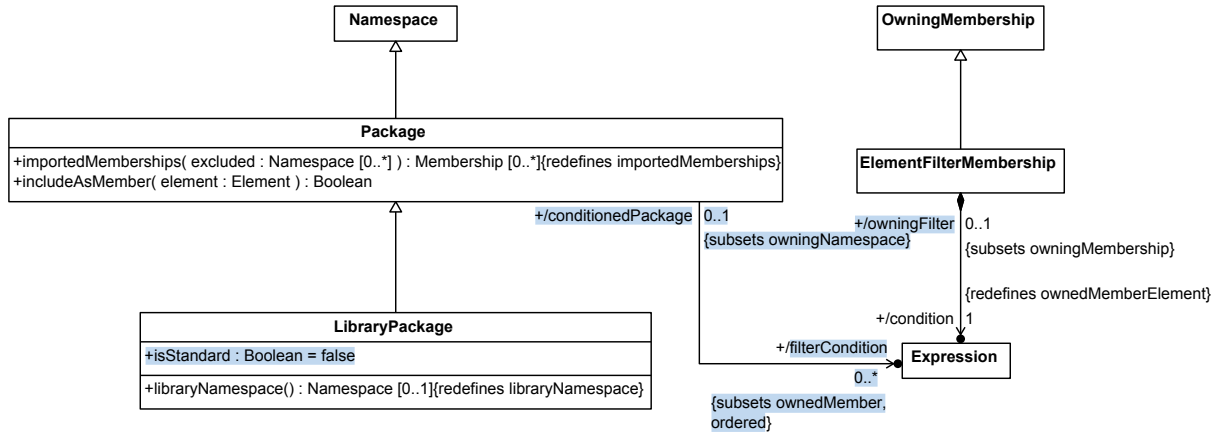 Namespace
OwningMembership
Package
+importedMemberships( excluded : Namespace [0..*] ) : Membership [0..*]{redefines importedMemberships}
+includeAsMember( element : Element ) : Boolean
ElementFilterMembership
+/conditionedPackage
0..1
{subsets owningNamespace}
+/owningFilter
0..1
{subsets owningMembership}
{redefines ownedMemberElement}
+/condition
1
LibraryPackage
+isStandard : Boolean = false
+libraryNamespace() : Namespace [0..1]{redefines libraryNamespace}
+/filterCondition
0..*
{subsets ownedMember,
ordered}
Expression